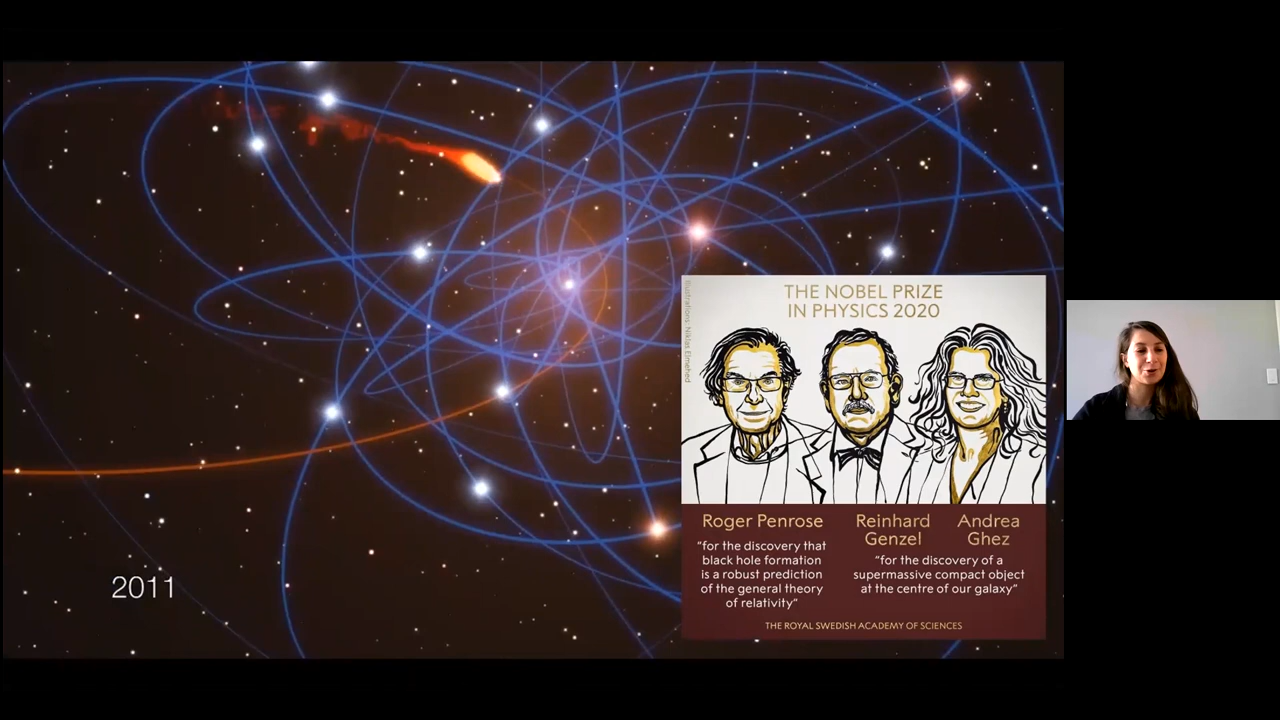 2011
Illustrations: Niklas Elmehed
THE NOBEL PRIZE
IN PHYSICS 2020
Roger Penrose
"for the discovery that
black hole formation
is a robust prediction
of the general theory
of relativity"
Reinhard
Genzel
Andrea
Ghez
"for the discovery of a
supermassive compact object
at the centre of our galaxy"
THE ROYAL SWEDISH ACADEMY OF SCIENCES